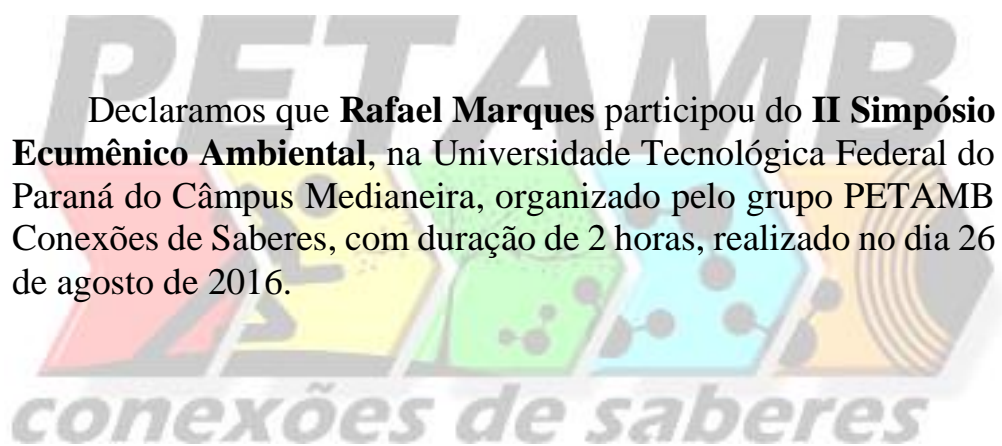 PETAMB
Declaramos que Rafael Marques participou do II Simpósio
Ecumênico Ambiental, na Universidade Tecnológica Federal do
Paraná do Câmpus Medianeira, organizado pelo grupo PETAMB
Conexões de Saberes, com duração de 2 horas, realizado no dia 26
de agosto de 2016.
conexões de saberes